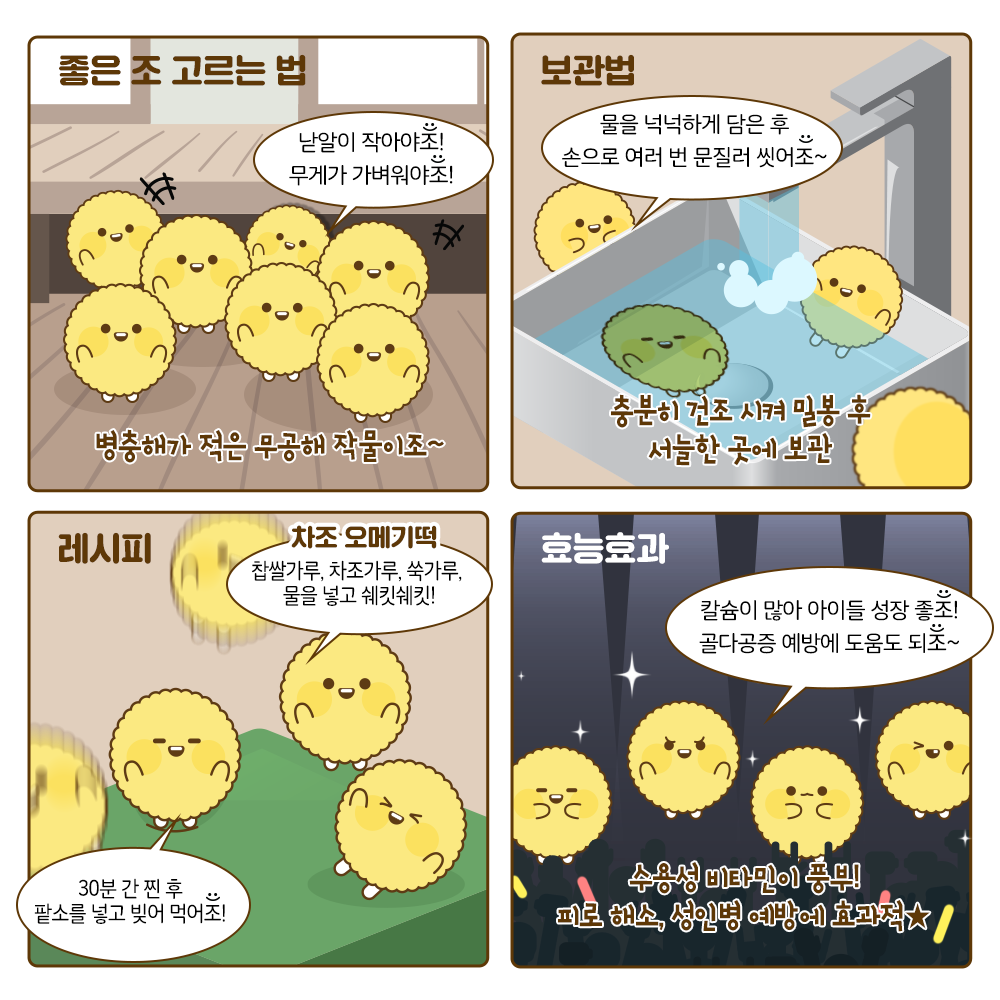 좋은 조 고르는 법
낟알이 작아야조!
무게가 가벼워야조!
병충해가 적은 무공해 작물이조~
보관법
물을 넉넉하게 담은 후
손으로 여러 번 문질러 씻어조~
충분히 건조 시켜 밀봉 후
서늘한 곳에 보관
레시피
차조 오메기떡
찹쌀가루, 차조가루, 쑥가루,
물을 넣고 쉐킷쉐킷!
30분 간 찐 후
팥소를 넣고 빚어 먹어조!
효능효과
칼슘이 많아 아이들 성장 좋조!
골다공증 예방에 도움도 되조~
수용성 비타민이 풍부!
피로 해소, 성인병 예방에 효과적★